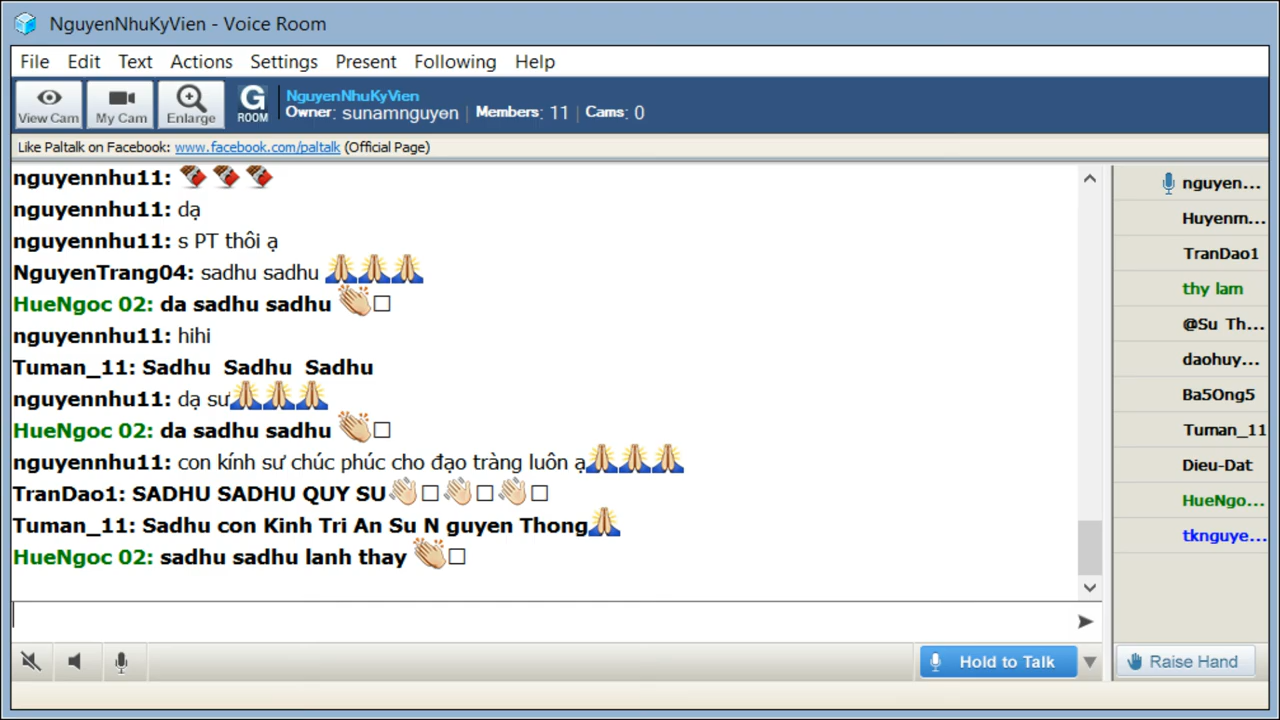 NguyenNhuKyVien - Voice Room
File Edit Text Actions Settings Present Following Help
View Cam My Cam Enlarge G ROOM
NguyenNhuKyVien
Owner: sunamnguyen | Members: 11 | Cams: 0
Like Paltalk on Facebook: www.facebook.com/paltalk (Official Page)
nguyennhu11:
nguyennhu11: dạ
nguyennhu11: s PT thôi ạ
NguyenTrang04: sadhu sadhu 🙏🙏🙏
HueNgoc 02: da sadhu sadhu 👏□
nguyennhu11: hihi
Tuman_11: Sadhu Sadhu Sadhu
nguyennhu11: dạ sư🙏🙏🙏
HueNgoc 02: da sadhu sadhu 👏□
nguyennhu11: con kính sư chúc phúc cho đạo tràng luôn ạ🙏🙏🙏
TranDao1: SADHU SADHU QUY SU👋□👋□👋□
Tuman_11: Sadhu con Kinh Tri An Su N guyen Thong🙏
HueNgoc 02: sadhu sadhu lanh thay 👏□
nguyen...
Huyenm...
TranDao1
thy lam
@Su Th...
daohuy...
Ba5Ong5
Tuman_11
Dieu-Dat
HueNgo...
tknguye...
Hold to Talk
Raise Hand